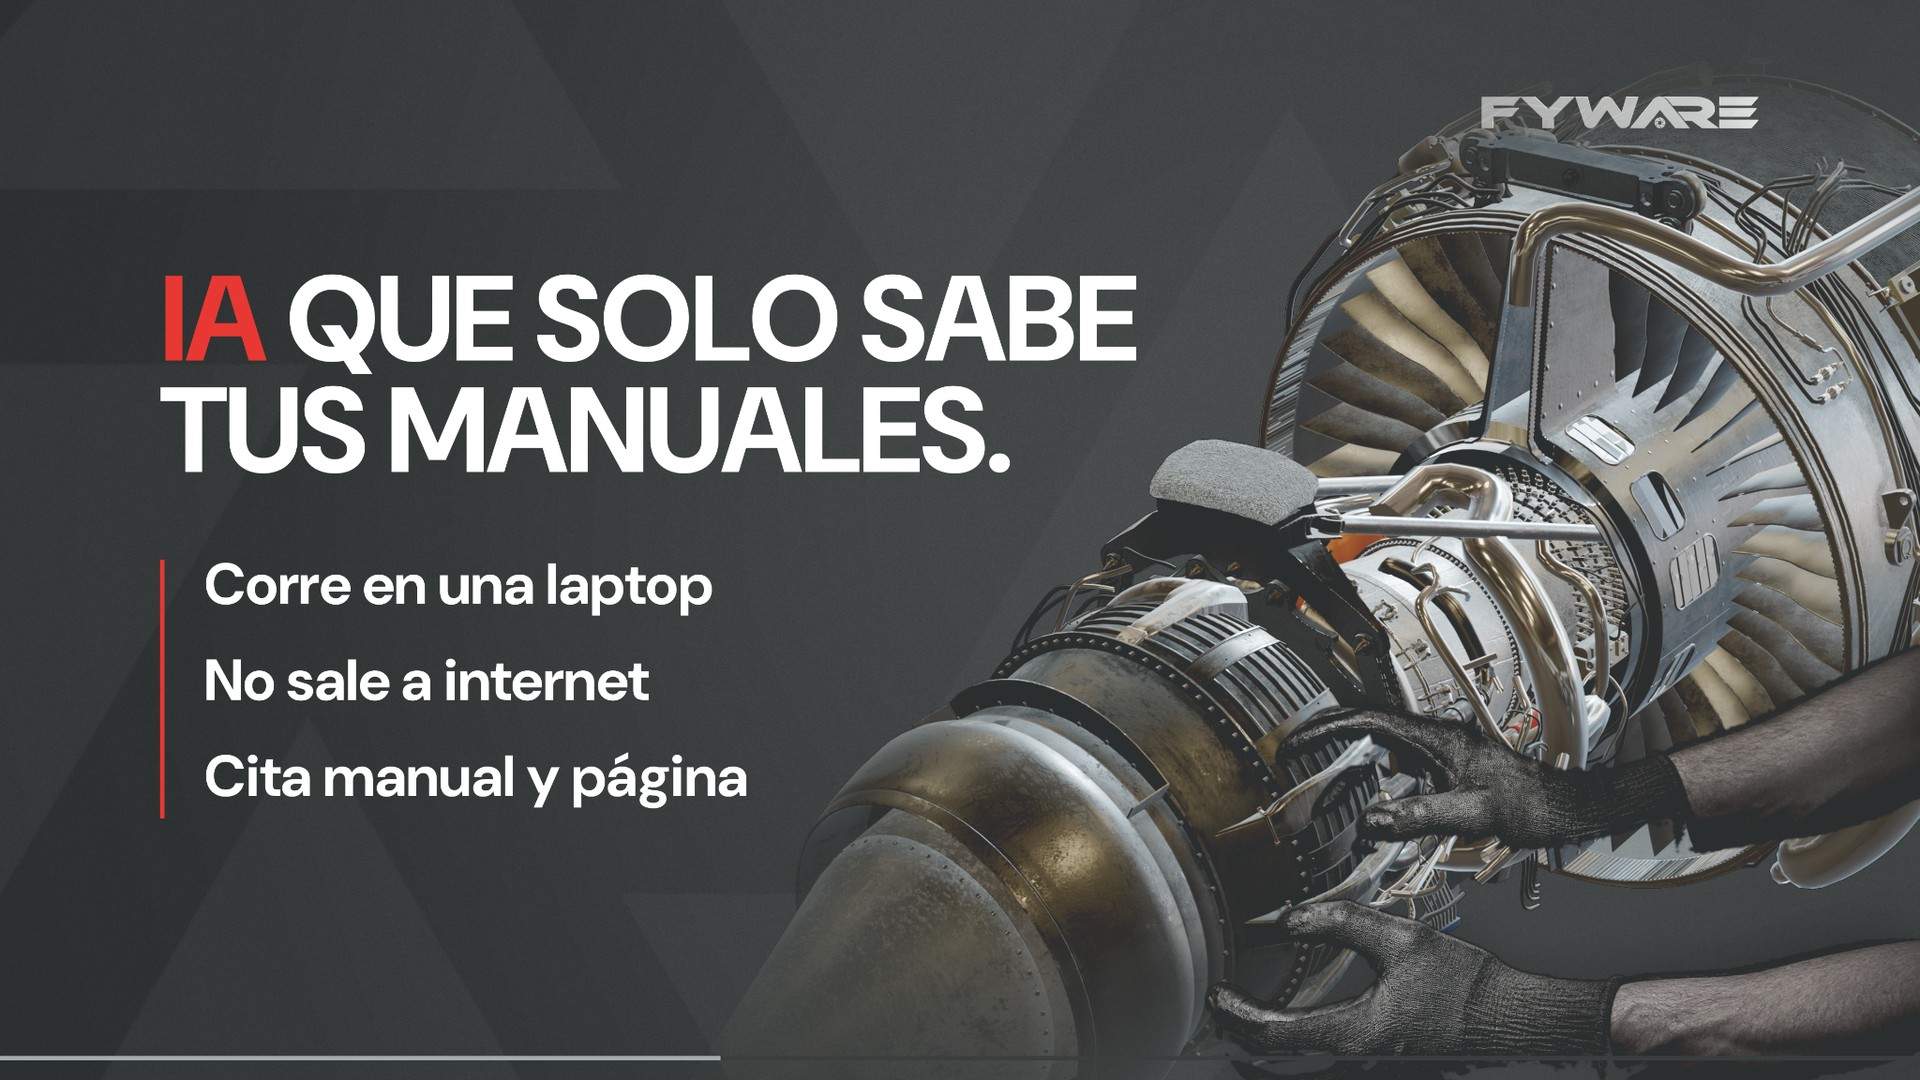 FYWARE
IA QUE SOLO SABE
TUS MANUALES.
Corre en una laptop
No sale a internet
Cita manual y página